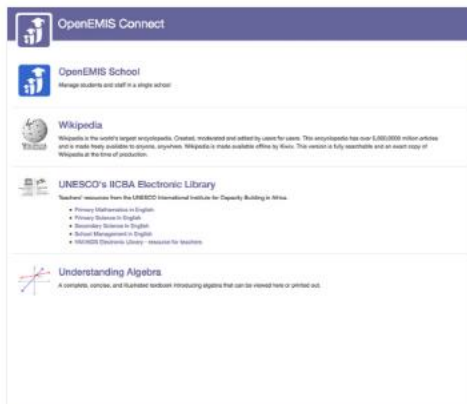 OpenEMIS Connect
OpenEMIS School
Manage students and staff in a single school
Wikipedia
Wikipedia is the world's largest encyclopedia. Created, moderated and edited by users for users. This encyclopedia has over 5,000,0000 million articles
and is made freely available to anyone, anywhere. Wikipedia is made available offline by Kiwix. This version is fully searchable and an exact copy of
Wikipedia at the time of production.
UNESCO's IICBA Electronic Library
Teachers' resources from the UNESCO International Institute for Capacity Building in Africa.
• Primary Mathematics in English
• Primary Science in English
• Secondary Science in English
• School Management in English
• HIV/AIDS Electronic Library - resource for teachers
Understanding Algebra
A complete, concise, and illustrated textbook introducing algebra that can be viewed here or printed out.